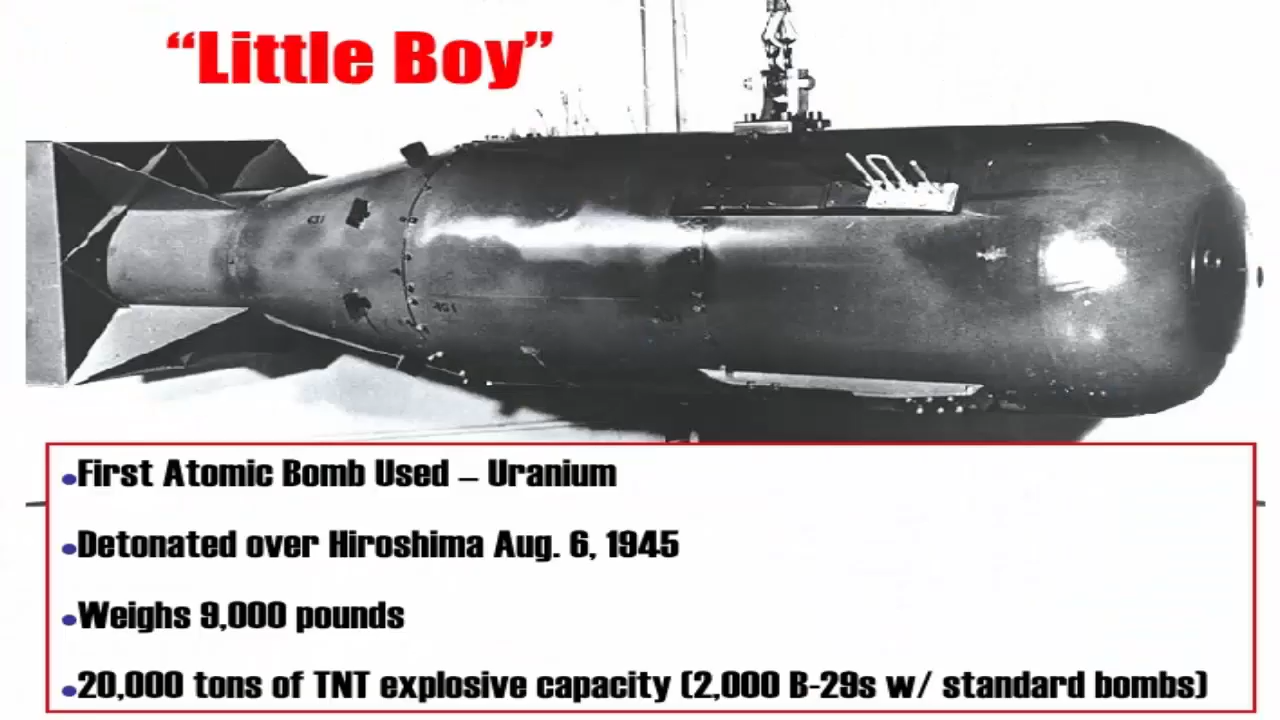 “Little Boy”
•First Atomic Bomb Used – Uranium
•Detonated over Hiroshima Aug. 6, 1945
•Weighs 9,000 pounds
•20,000 tons of TNT explosive capacity (2,000 B-29s w/ standard bombs)